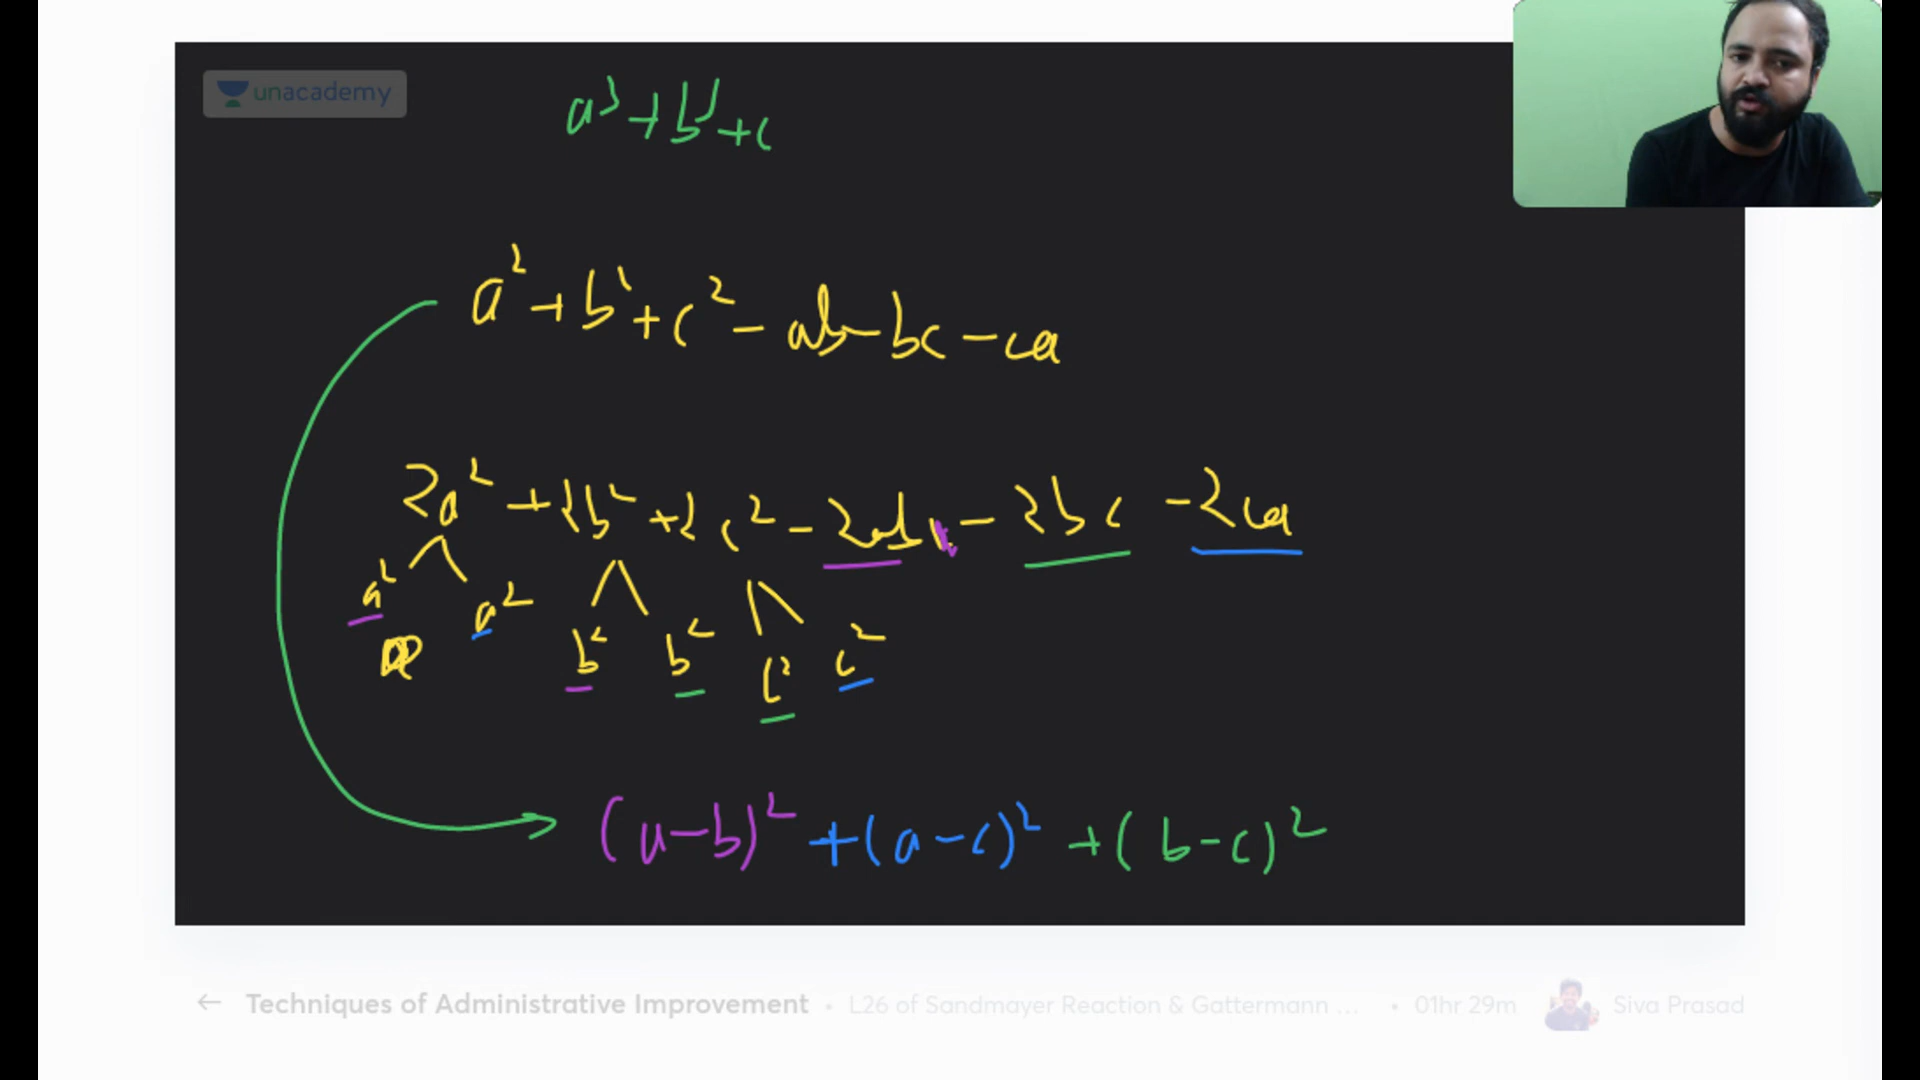 unacademy
a³+b³+c
a²+b²+c²-ab-bc-ca
2a²+2b²+2c²-2ab-2bc-2ca
a² a² b² b² c² c²
(a-b)²+(a-c)²+(b-c)²
← Techniques of Administrative Improvement • L26 of Sandmayer Reaction & Gattermann ... • 01hr 29m Siva Prasad